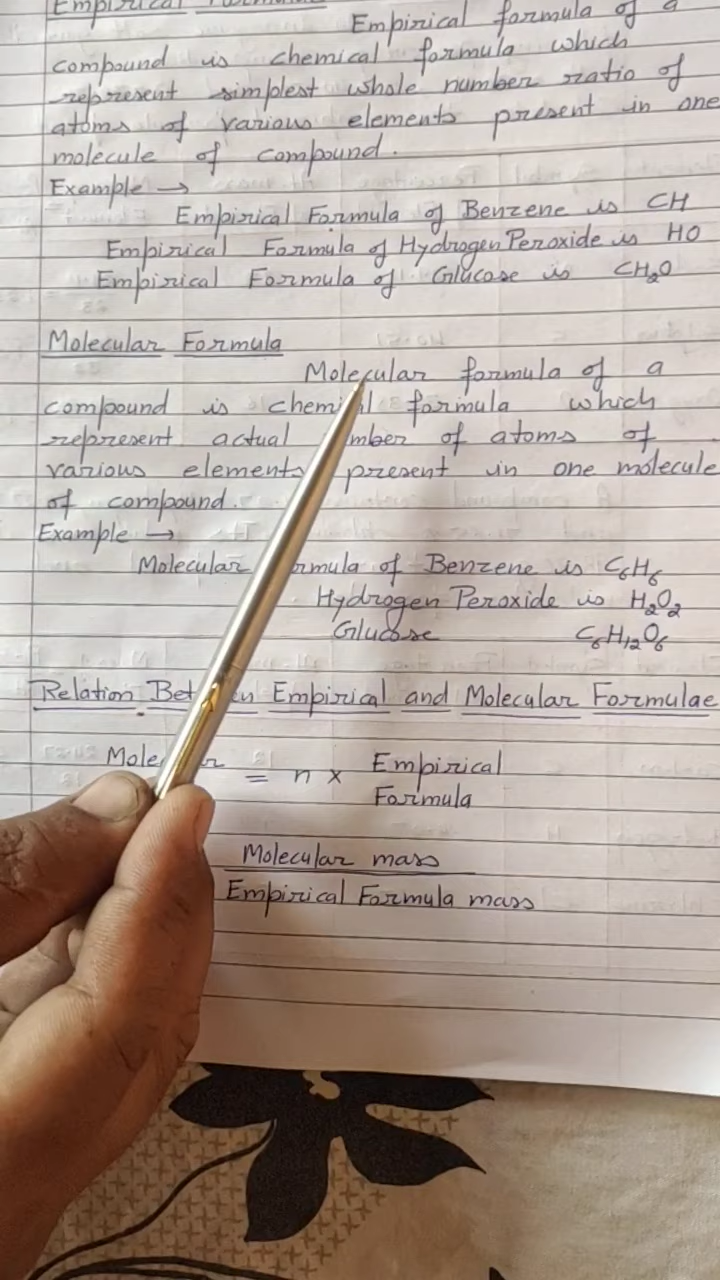 Empirical
Empirical formula of a
compound is chemical formula which
represent simplest whole number ratio of
atoms of various elements present in one
molecule of compound.
Example →
Empirical Formula of Benzene is CH
Empirical Formula of Hydrogen Peroxide is HO
Empirical Formula of Glucose is CH₂O
Molecular Formula
Molecular formula of a
compound is chemical formula which
represent actual mber of atoms of
various elements present in one molecule
of compound.
Example →
Molecular rmula of Benzene is C₆H₆
Hydrogen Peroxide is H₂O₂
Glucose C₆H₁₂O₆
Relation Bet en Empirical and Molecular Formulae
Mole r = n × Empirical
Formula
Molecular mass
Empirical Formula mass